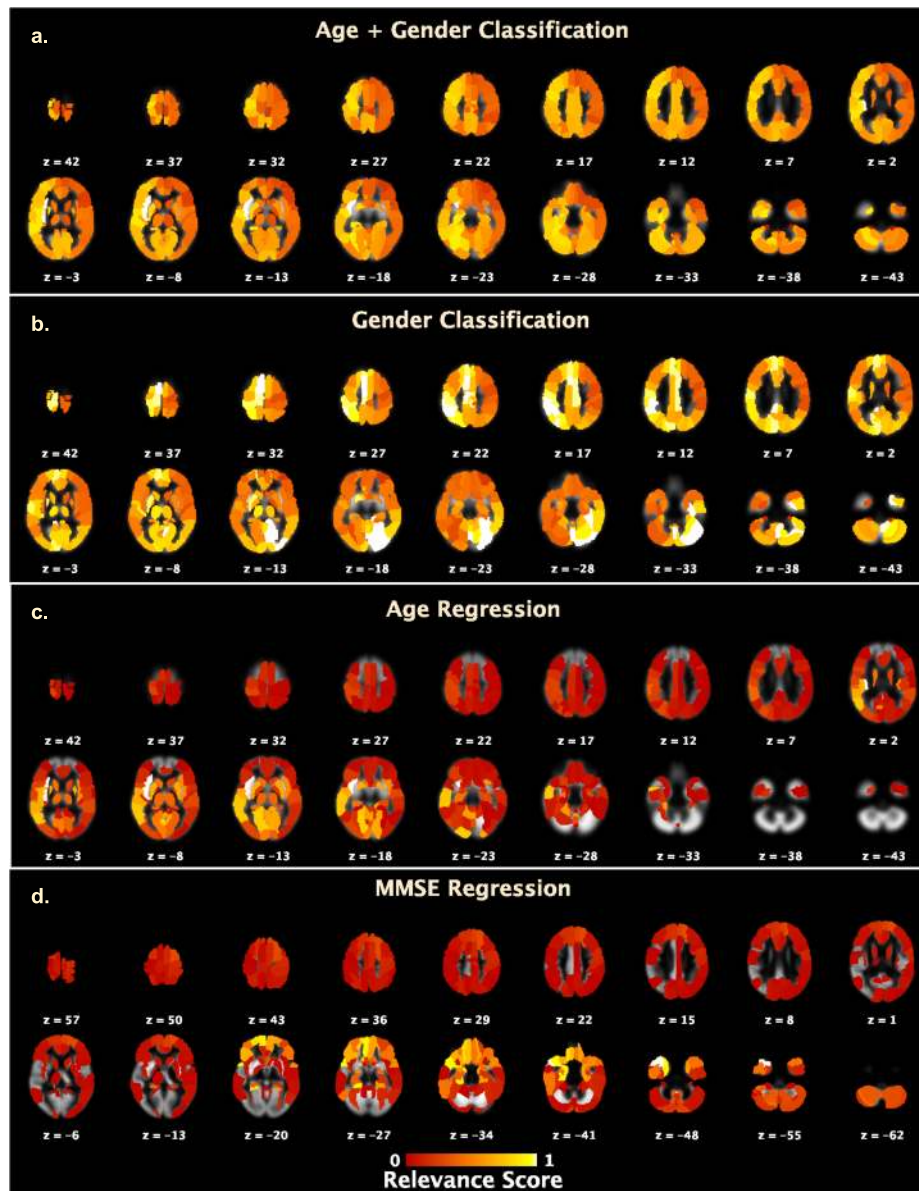 a.
Age + Gender Classification
z = 42 z = 37 z = 32 z = 27 z = 22 z = 17 z = 12 z = 7 z = 2
z = −3 z = −8 z = −13 z = −18 z = −23 z = −28 z = −33 z = −38 z = −43
b.
Gender Classification
z = 42 z = 37 z = 32 z = 27 z = 22 z = 17 z = 12 z = 7 z = 2
z = −3 z = −8 z = −13 z = −18 z = −23 z = −28 z = −33 z = −38 z = −43
c.
Age Regression
z = 42 z = 37 z = 32 z = 27 z = 22 z = 17 z = 12 z = 7 z = 2
z = −3 z = −8 z = −13 z = −18 z = −23 z = −28 z = −33 z = −38 z = −43
d.
MMSE Regression
z = 57 z = 50 z = 43 z = 36 z = 29 z = 22 z = 15 z = 8 z = 1
z = −6 z = −13 z = −20 z = −27 z = −34 z = −41 z = −48 z = −55 z = −62
0 1
Relevance Score